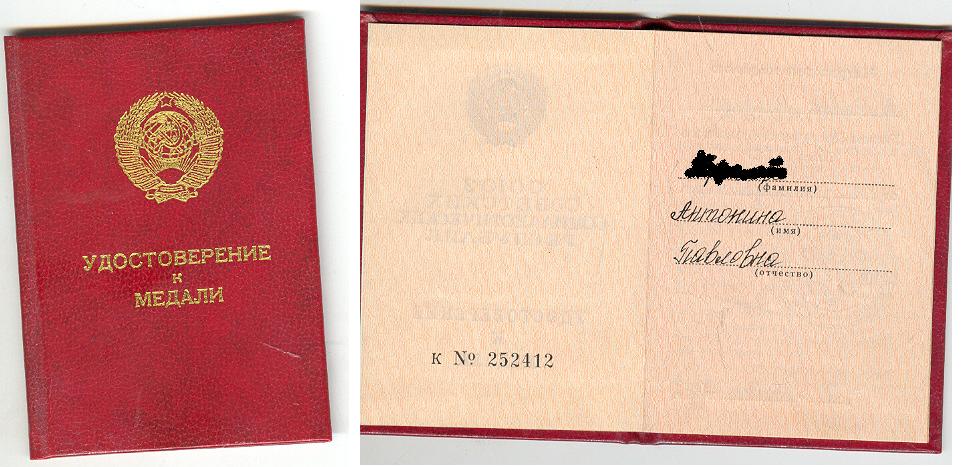 УДОСТОВЕРЕНИЕ
К
МЕДАЛИ
К № 252412
(фамилия)
Антонина
(имя)
Павловна
(отчество)